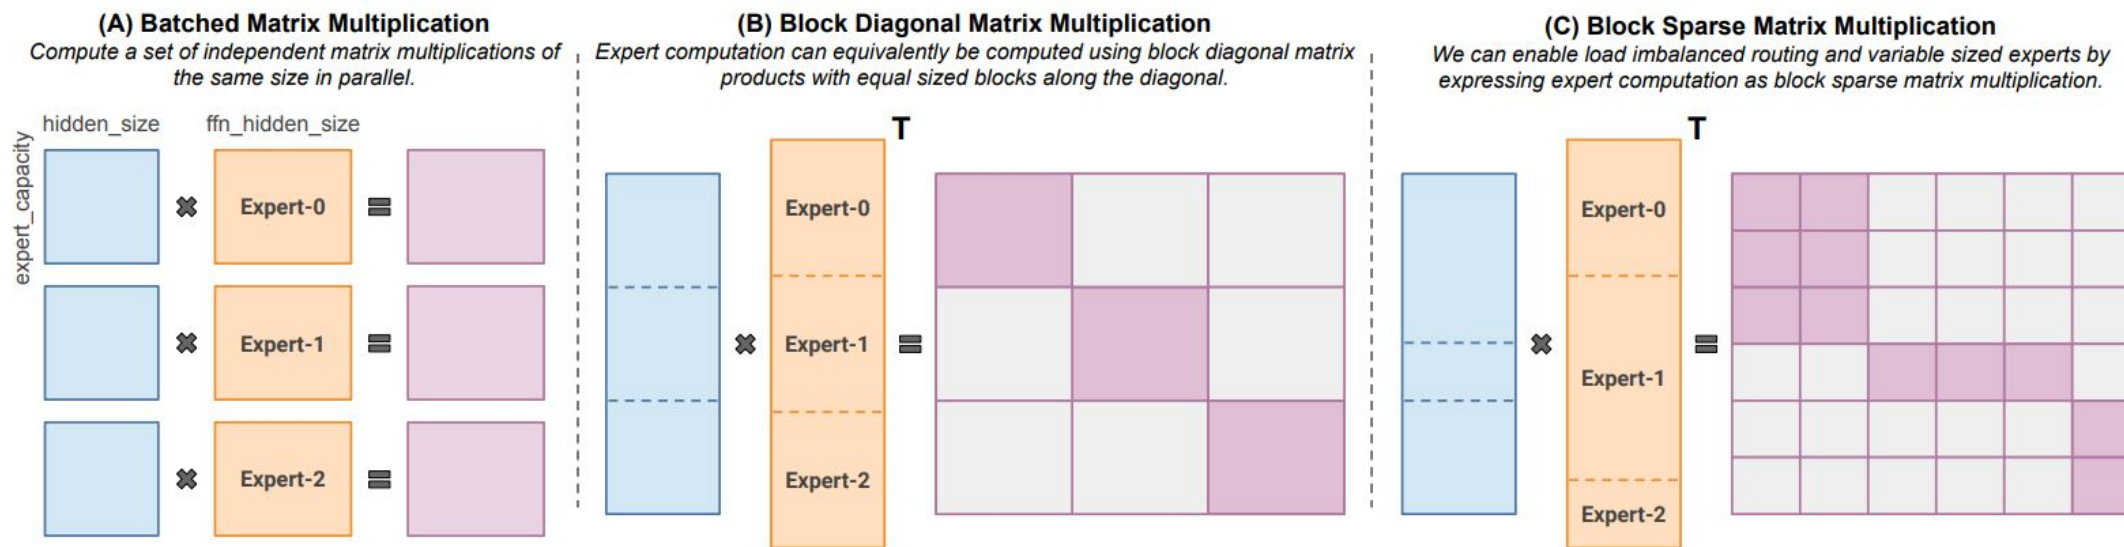 (A) Batched Matrix Multiplication
Compute a set of independent matrix multiplications of
the same size in parallel.
hidden_size
ffn_hidden_size
expert_capacity
Expert-0
Expert-1
Expert-2
(B) Block Diagonal Matrix Multiplication
Expert computation can equivalently be computed using block diagonal matrix
products with equal sized blocks along the diagonal.
T
Expert-0
Expert-1
Expert-2
(C) Block Sparse Matrix Multiplication
We can enable load imbalanced routing and variable sized experts by
expressing expert computation as block sparse matrix multiplication.
T
Expert-0
Expert-1
Expert-2